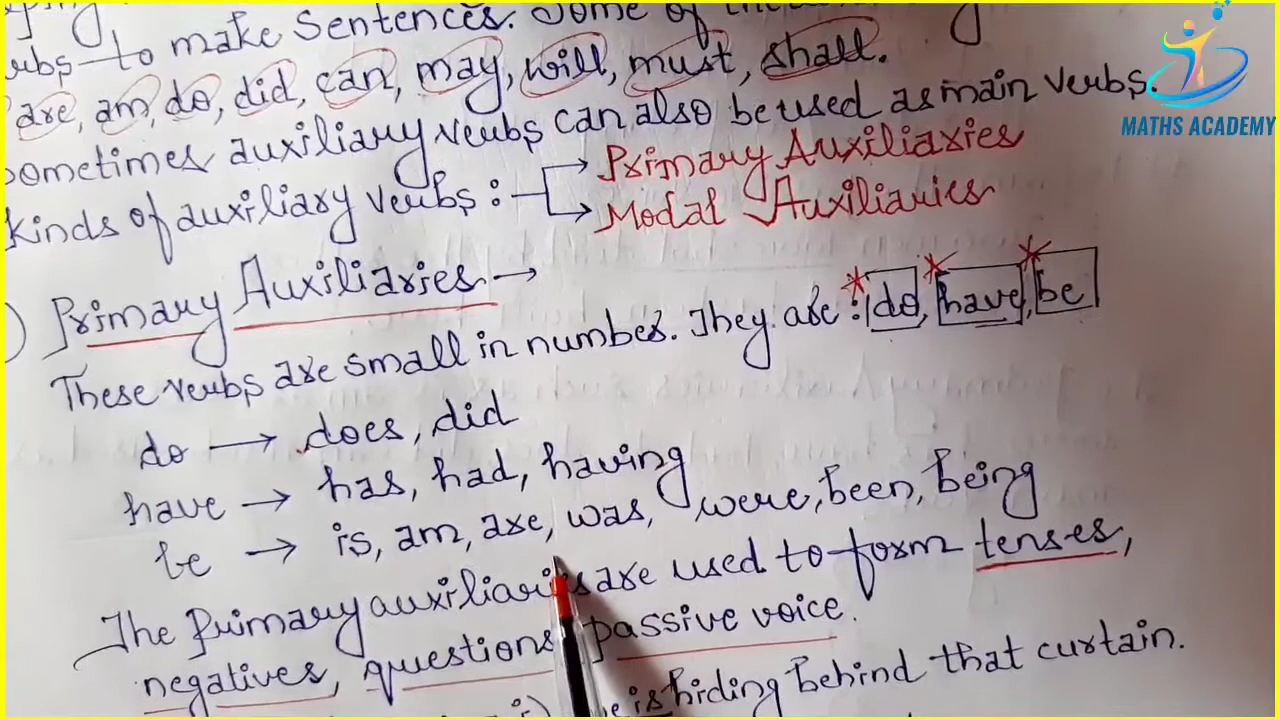 to make Sentences. Some of
are, am, do, did, can, may, will, must, shall.
sometimes auxiliary verbs can also be used as main verbs.
MATHS ACADEMY
kinds of auxiliary verbs :
Primary Auxiliaries
Modal Auxiliaries
Primary Auxiliaries →
These verbs are small in number. They are : do, have, be
do → does, did
have → has, had, having
be → is, am, are, was, were, been, being
The Primary auxiliaries are used to form tenses,
negatives, questions passive voice.
is hiding behind that curtain.